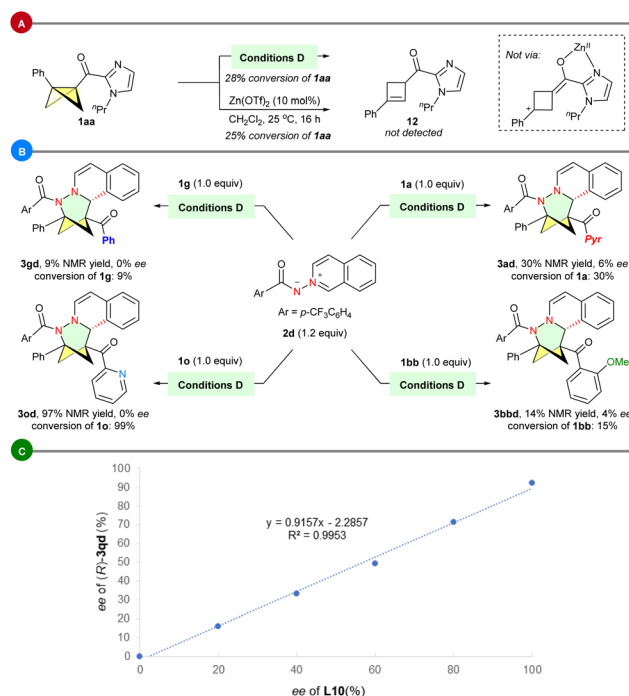 A
Ph
O
N
N
ⁿPr
1aa
Conditions D
28% conversion of 1aa
Zn(OTf)₂ (10 mol%)
CH₂Cl₂, 25 °C, 16 h
25% conversion of 1aa
O
N
N
ⁿPr
Ph
12
not detected
Not via:
Znᴵᴵ
O
N
N
ⁿPr
Ph
+
B
O
Ar
N
N
Ph
O
Ph
3gd, 9% NMR yield, 0% ee
conversion of 1g: 9%
1g (1.0 equiv)
Conditions D
1a (1.0 equiv)
Conditions D
O
Ar
N
N
Ph
O
Pyr
3ad, 30% NMR yield, 6% ee
conversion of 1a: 30%
O
Ar
N
−
N
+
Ar = p-CF₃C₆H₄
2d (1.2 equiv)
O
Ar
N
N
Ph
O
N
3od, 97% NMR yield, 0% ee
conversion of 1o: 99%
1o (1.0 equiv)
Conditions D
1bb (1.0 equiv)
Conditions D
O
Ar
N
N
Ph
O
OMe
3bbd, 14% NMR yield, 4% ee
conversion of 1bb: 15%
C
ee of (R)-3qd (%)
100
90
80
70
60
50
40
30
20
10
0
y = 0.9157x - 2.2857
R² = 0.9953
0
20
40
60
80
100
ee of L10(%)